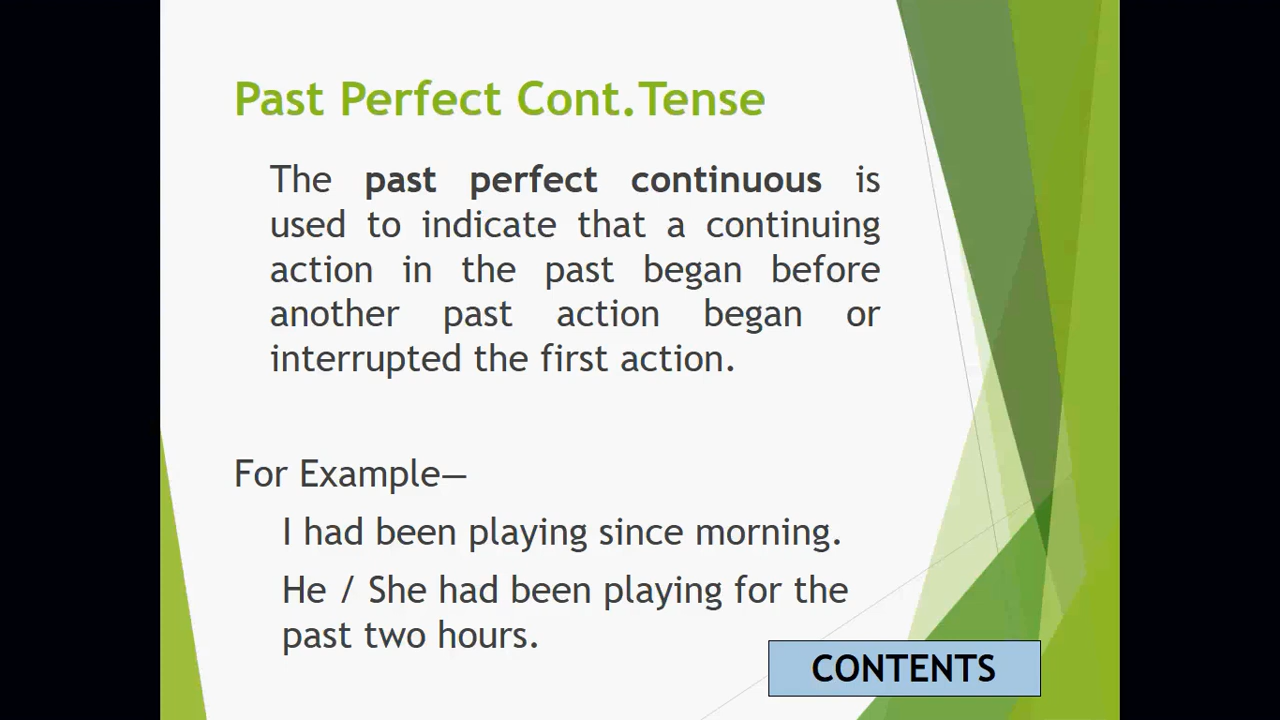 Past Perfect Cont.Tense
The past perfect continuous is
used to indicate that a continuing
action in the past began before
another past action began or
interrupted the first action.
For Example—
I had been playing since morning.
He / She had been playing for the
past two hours.
CONTENTS